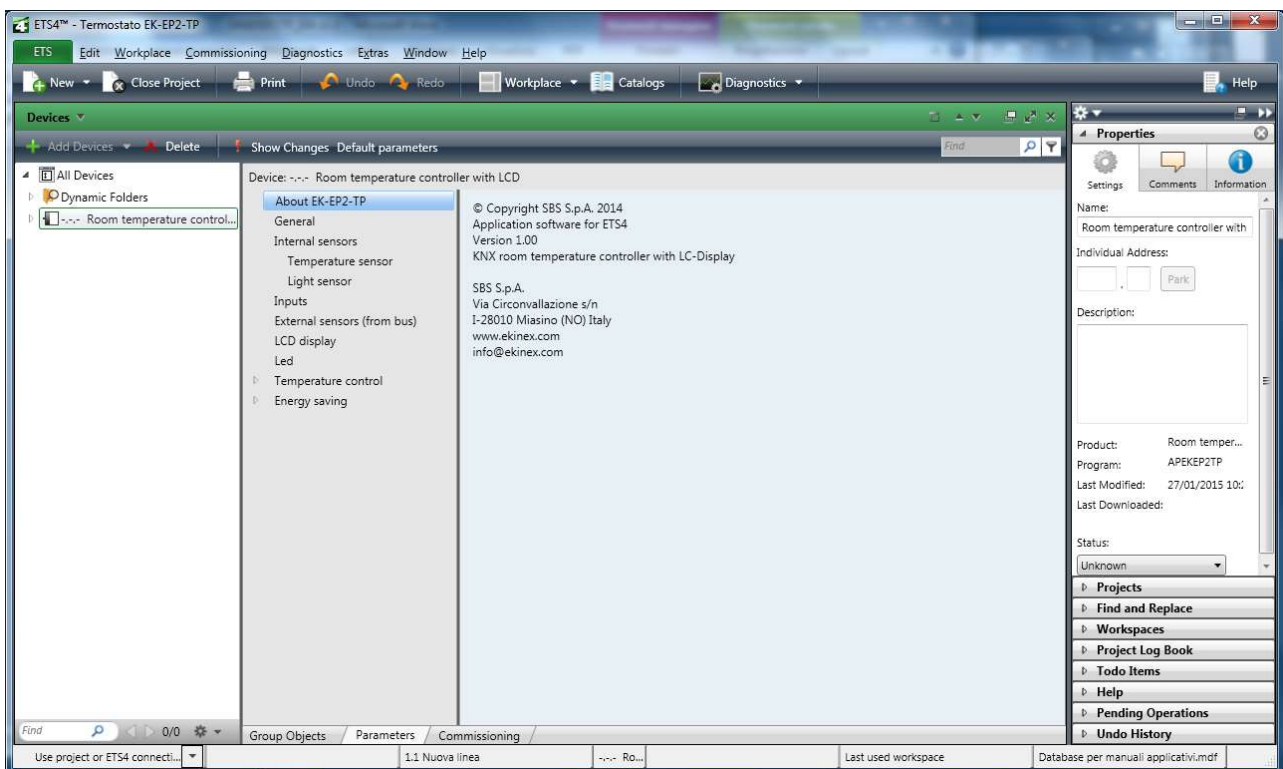 ETS4™ - Termostato EK-EP2-TP
ETS Edit Workplace Commissioning Diagnostics Extras Window Help
New Close Project Print Undo Redo Workplace Catalogs Diagnostics Help
Devices
Add Devices Delete Show Changes Default parameters Find
All Devices
Dynamic Folders
-.-.- Room temperature control...
Device: -.-.- Room temperature controller with LCD
About EK-EP2-TP
General
Internal sensors
Temperature sensor
Light sensor
Inputs
External sensors (from bus)
LCD display
Led
Temperature control
Energy saving
© Copyright SBS S.p.A. 2014
Application software for ETS4
Version 1.00
KNX room temperature controller with LC-Display
SBS S.p.A.
Via Circonvallazione s/n
I-28010 Miasino (NO) Italy
www.ekinex.com
info@ekinex.com
Properties
Settings Comments Information
Name:
Room temperature controller with
Individual Address:
. Park
Description:
Product: Room temper...
Program: APEKEP2TP
Last Modified: 27/01/2015 10:
Last Downloaded:
Status:
Unknown
Projects
Find and Replace
Workspaces
Project Log Book
Todo Items
Help
Pending Operations
Undo History
Find 0/0
Group Objects Parameters Commissioning
Use project or ETS4 connecti... 1.1 Nuova linea -.-.- Ro... Last used workspace Database per manuali applicativi.mdf